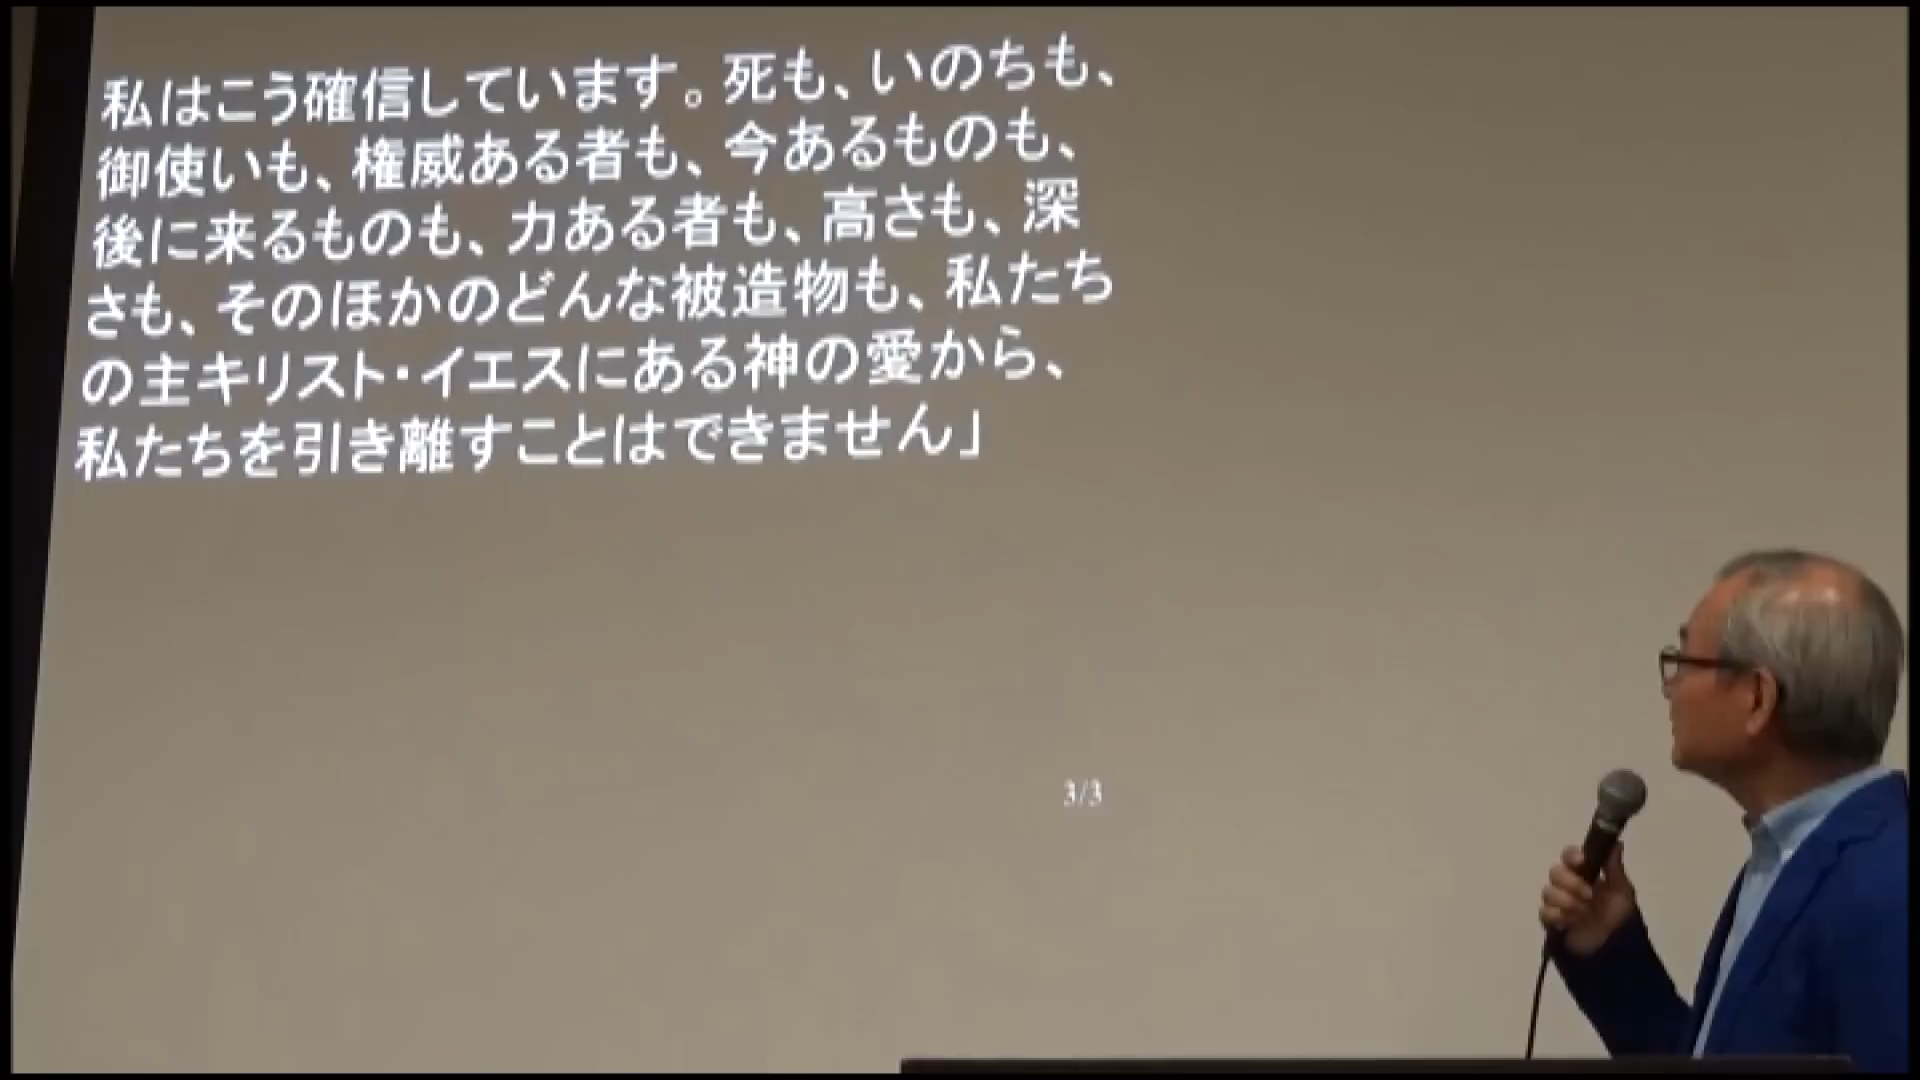 私はこう確信しています。死も、いのちも、
御使いも、権威ある者も、今あるものも、
後に来るものも、力ある者も、高さも、深
さも、そのほかのどんな被造物も、私たち
の主キリスト・イエスにある神の愛から、
私たちを引き離すことはできません」
3/3